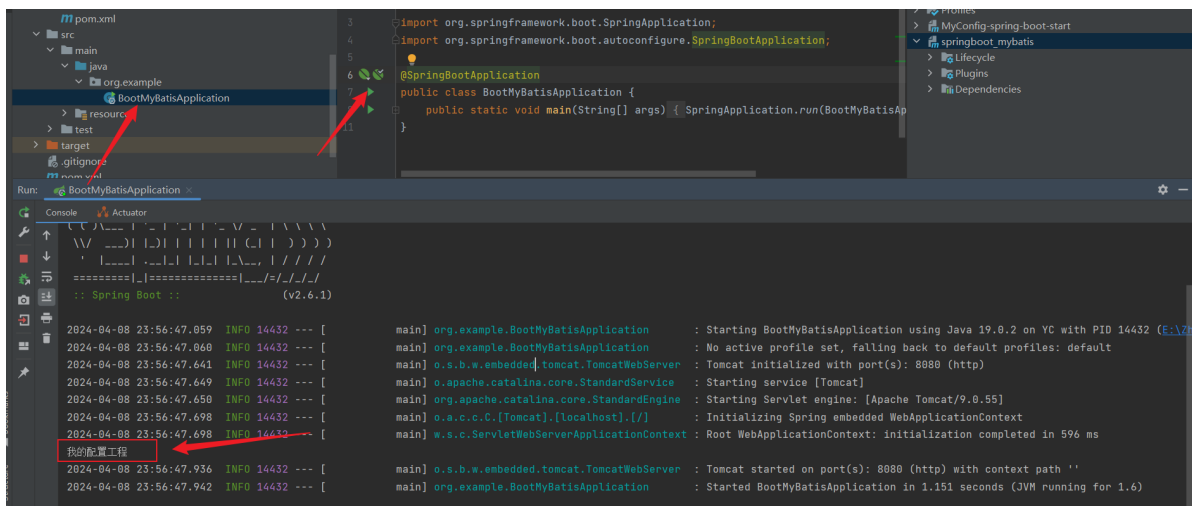 pom.xml
src
main
java
org.example
BootMyBatisApplication
resourc
test
target
.gitignore
pom.xml
3 import org.springframework.boot.SpringApplication;
4 import org.springframework.boot.autoconfigure.SpringBootApplication;
5
6 @SpringBootApplication
7 public class BootMyBatisApplication {
public static void main(String[] args) { SpringApplication.run(BootMyBatisAp
11 }
Profiles
MyConfig-spring-boot-start
springboot_mybatis
Lifecycle
Plugins
Dependencies
Run: BootMyBatisApplication
Console Actuator
\\/ ___)| |_)| | | | | || (_| | ) ) ) )
' |____| .__|_| |_|_| |_\__, | / / / /
=========|_|==============|___/=/_/_/_/
:: Spring Boot :: (v2.6.1)
2024-04-08 23:56:47.059 INFO 14432 --- [ main] org.example.BootMyBatisApplication : Starting BootMyBatisApplication using Java 19.0.2 on YC with PID 14432 (E:\Zh
2024-04-08 23:56:47.060 INFO 14432 --- [ main] org.example.BootMyBatisApplication : No active profile set, falling back to default profiles: default
2024-04-08 23:56:47.641 INFO 14432 --- [ main] o.s.b.w.embedded.tomcat.TomcatWebServer : Tomcat initialized with port(s): 8080 (http)
2024-04-08 23:56:47.649 INFO 14432 --- [ main] o.apache.catalina.core.StandardService : Starting service [Tomcat]
2024-04-08 23:56:47.650 INFO 14432 --- [ main] org.apache.catalina.core.StandardEngine : Starting Servlet engine: [Apache Tomcat/9.0.55]
2024-04-08 23:56:47.698 INFO 14432 --- [ main] o.a.c.c.C.[Tomcat].[localhost].[/] : Initializing Spring embedded WebApplicationContext
2024-04-08 23:56:47.698 INFO 14432 --- [ main] w.s.c.ServletWebServerApplicationContext : Root WebApplicationContext: initialization completed in 596 ms
我的配置工程
2024-04-08 23:56:47.936 INFO 14432 --- [ main] o.s.b.w.embedded.tomcat.TomcatWebServer : Tomcat started on port(s): 8080 (http) with context path ''
2024-04-08 23:56:47.942 INFO 14432 --- [ main] org.example.BootMyBatisApplication : Started BootMyBatisApplication in 1.151 seconds (JVM running for 1.6)